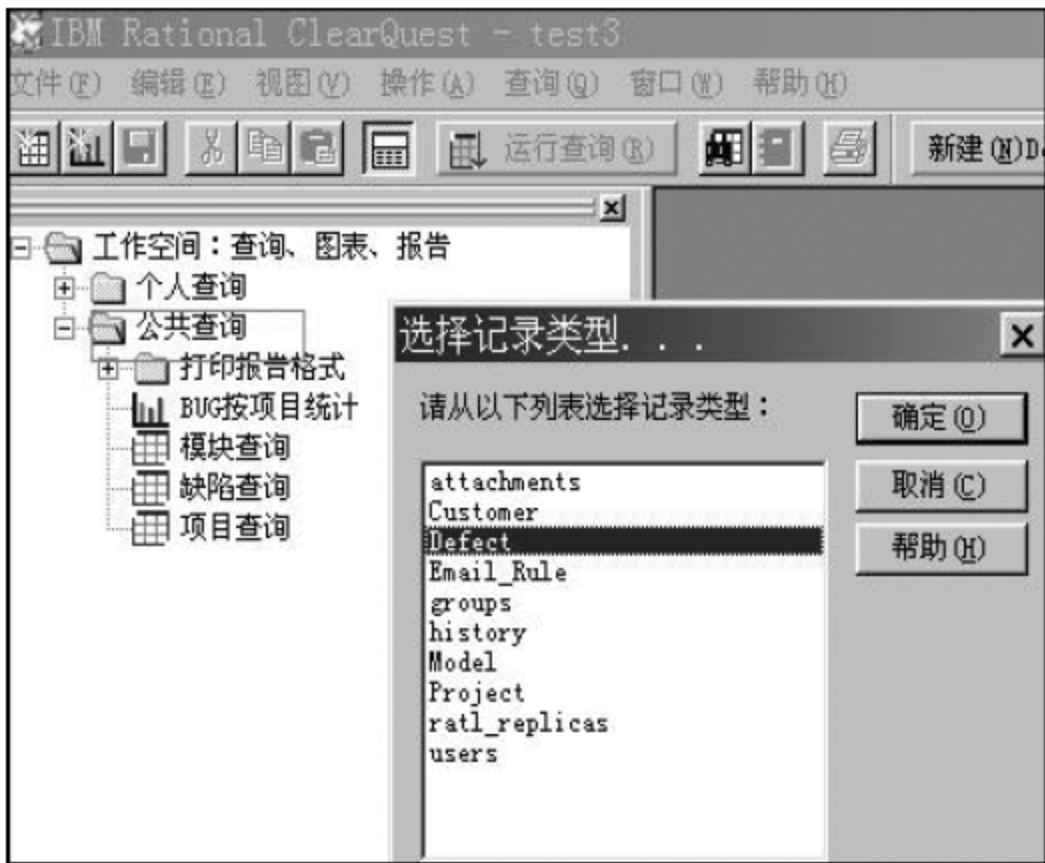 IBM Rational ClearQuest - test3
文件(F) 编辑(E) 视图(V) 操作(A) 查询(Q) 窗口(W) 帮助(H)
运行查询(R) 新建(N)D
工作空间：查询、图表、报告
个人查询
公共查询
打印报告格式
BUG按项目统计
模块查询
缺陷查询
项目查询
选择记录类型...
请从以下列表选择记录类型：
attachments
Customer
Defect
Email_Rule
groups
history
Model
Project
ratl_replicas
users
确定(O)
取消(C)
帮助(H)